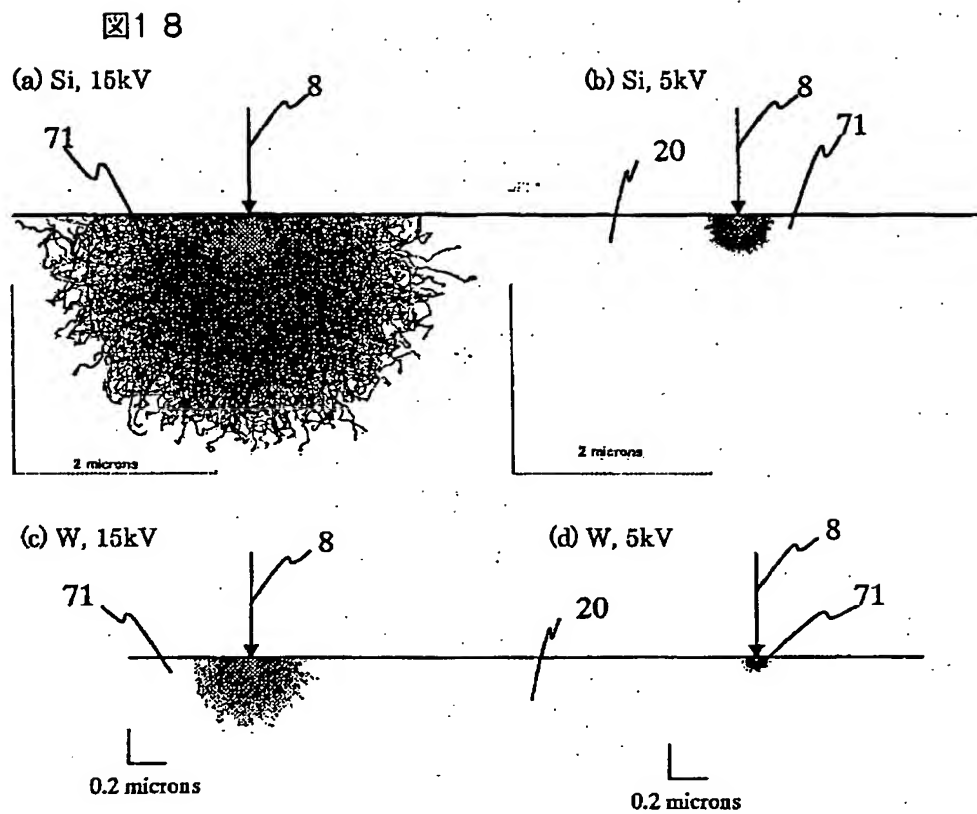 図18
(a) Si, 15kV
8
71
(b) Si, 5kV
8
71
20
2 microns
2 microns
(c) W, 15kV
8
71
20
(d) W, 5kV
8
71
0.2 microns
0.2 microns